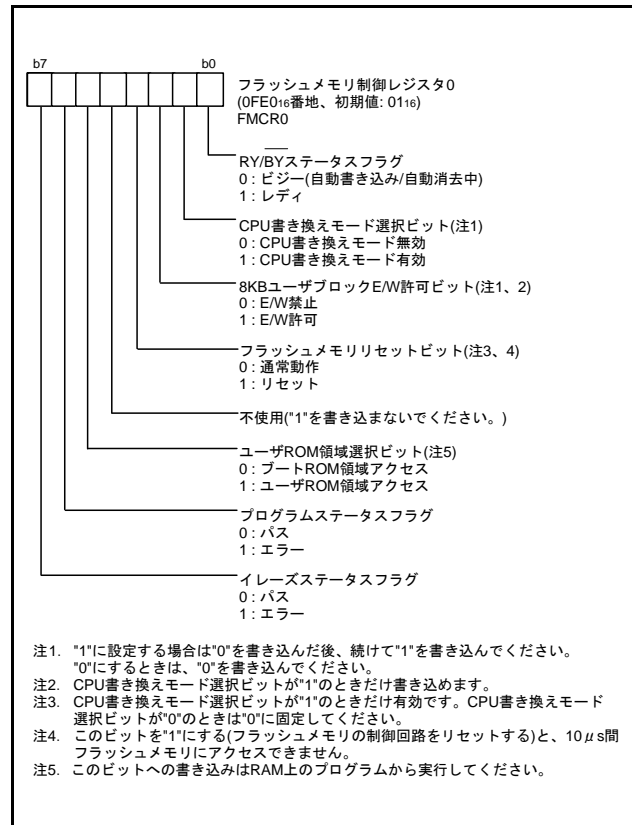 b7 b0
フラッシュメモリ制御レジスタ0
(0FE016番地、初期値: 0116)
FMCR0
RY/BYステータスフラグ
0 : ビジー(自動書き込み/自動消去中)
1 : レディ
CPU書き換えモード選択ビット(注1)
0 : CPU書き換えモード無効
1 : CPU書き換えモード有効
8KBユーザブロックE/W許可ビット(注1、2)
0 : E/W禁止
1 : E/W許可
フラッシュメモリリセットビット(注3、4)
0 : 通常動作
1 : リセット
不使用("1"を書き込まないでください。)
ユーザROM領域選択ビット(注5)
0 : ブートROM領域アクセス
1 : ユーザROM領域アクセス
プログラムステータスフラグ
0 : パス
1 : エラー
イレーズステータスフラグ
0 : パス
1 : エラー
注1. "1"に設定する場合は"0"を書き込んだ後、続けて"1"を書き込んでください。
"0"にするときは、"0"を書き込んでください。
注2. CPU書き換えモード選択ビットが"1"のときだけ書き込めます。
注3. CPU書き換えモード選択ビットが"1"のときだけ有効です。CPU書き換えモード
選択ビットが"0"のときは"0"に固定してください。
注4. このビットを"1"にする(フラッシュメモリの制御回路をリセットする)と、10μs間
フラッシュメモリにアクセスできません。
注5. このビットへの書き込みはRAM上のプログラムから実行してください。